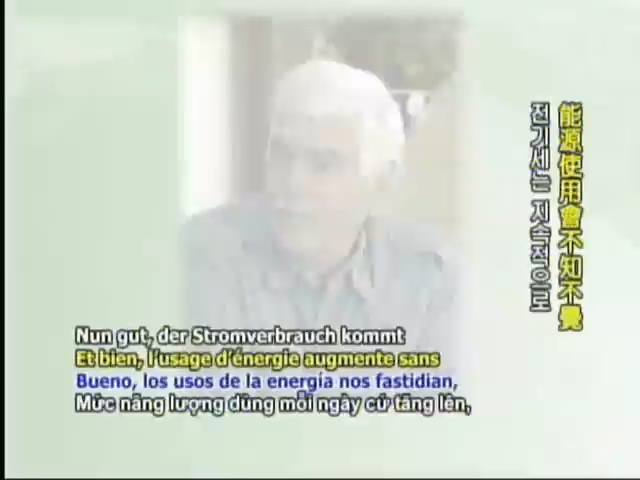 能源使用會不知不覺
전기세는 지속적으로
Nun gut, der Stromverbrauch kommt
Et bien, l'usage d'énergie augmente sans
Bueno, los usos de la energía nos fastidian,
Mức năng lượng dùng mỗi ngày cứ tăng lên,